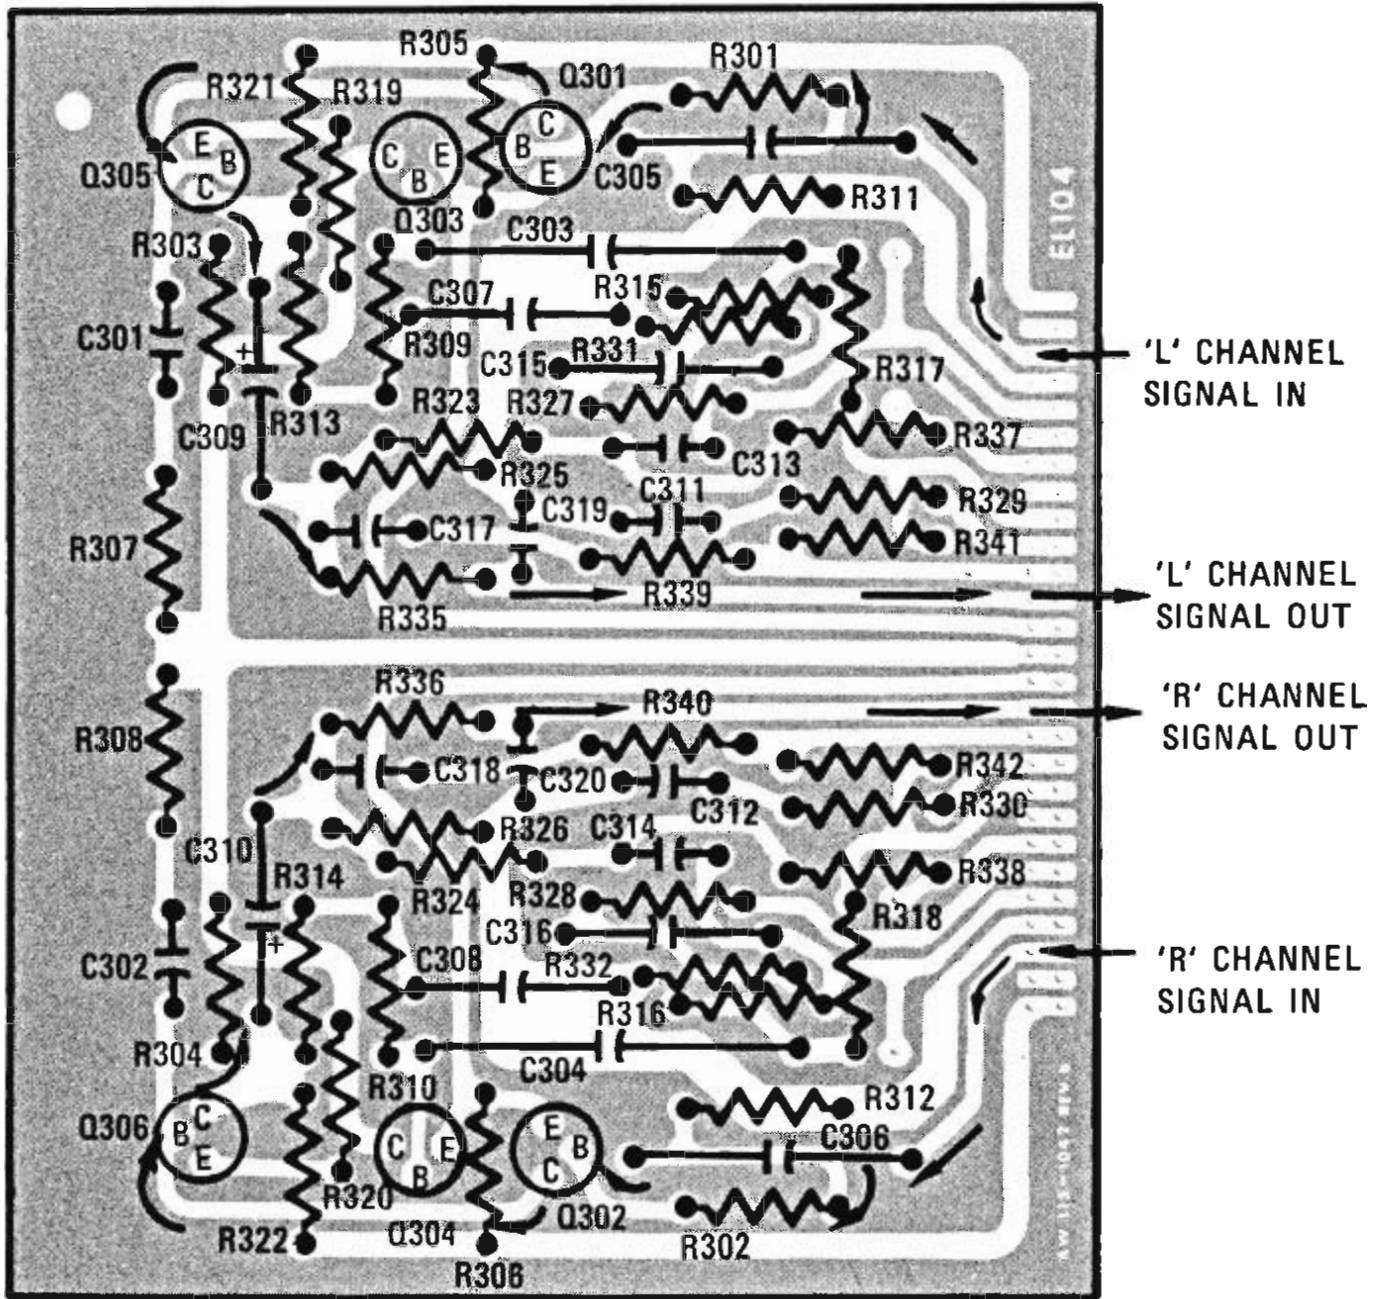 R305
R301
Q301
R321
R319
C
E
B
C
Q305
C
E
B
B
E
C305
R311
Q303
C303
R303
EL104
C307
R315
C301
R309
C315
R331
'L' CHANNEL
SIGNAL IN
+
R317
R323
R327
C309
R313
R337
R325
C313
C311
R329
C319
C317
R307
R341
'L' CHANNEL
SIGNAL OUT
R339
R335
R336
R340
'R' CHANNEL
SIGNAL OUT
R308
C318
C320
R342
C312
R330
R326
C314
C310
R314
R324
R328
R338
R318
C316
+
C302
C308
R332
'R' CHANNEL
SIGNAL IN
R316
R304
C304
R310
R312
Q306
C
B
E
C
E
B
E
B
C
C306
R320
Q302
R322
Q304
R302
R306